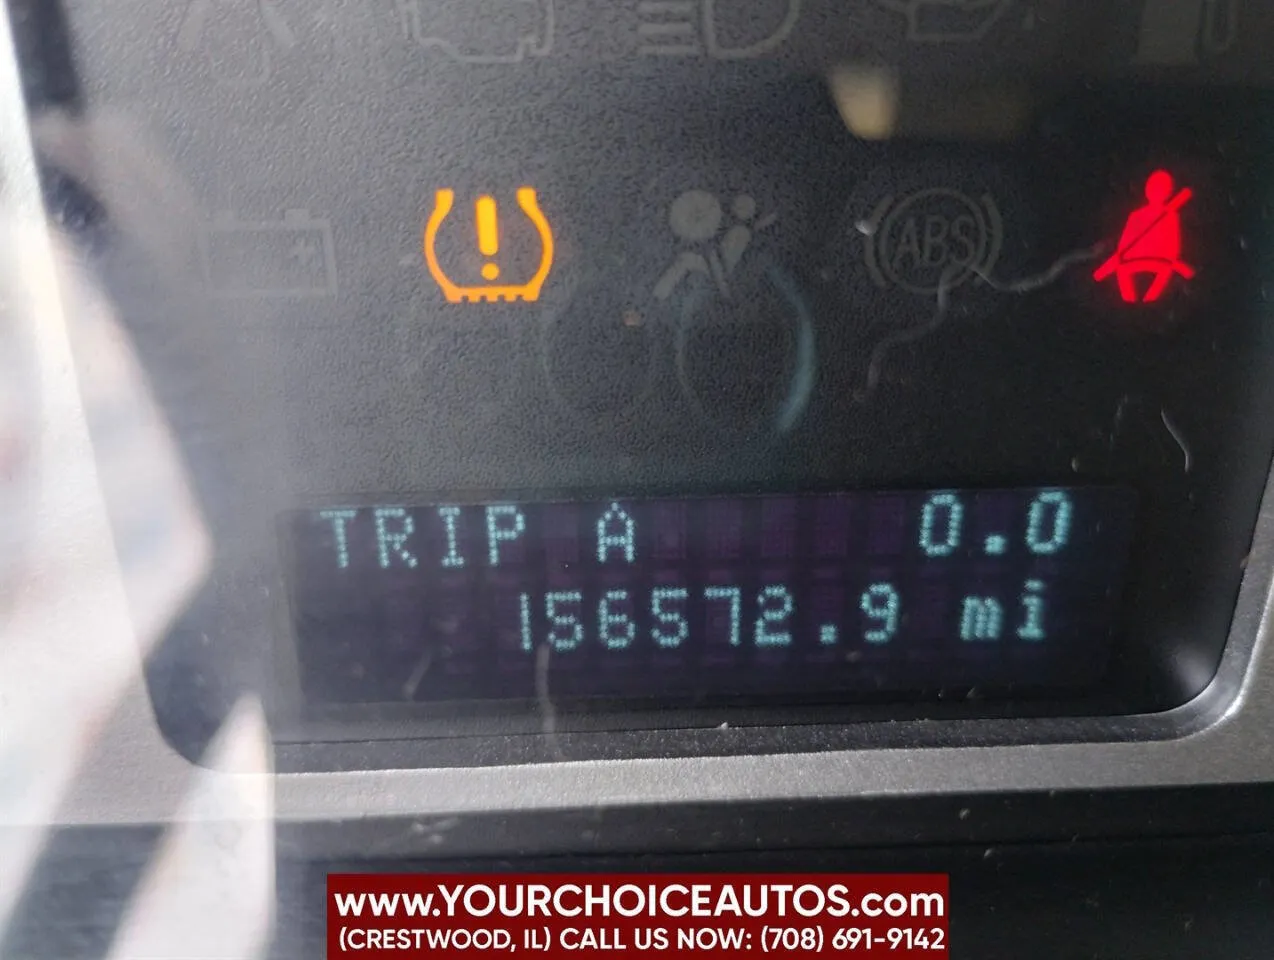 ABS
TRIP A 0.0
156572.9 mi
www.YOURCHOICEAUTOS.com
(CRESTWOOD, IL) CALL US NOW: (708) 691-9142